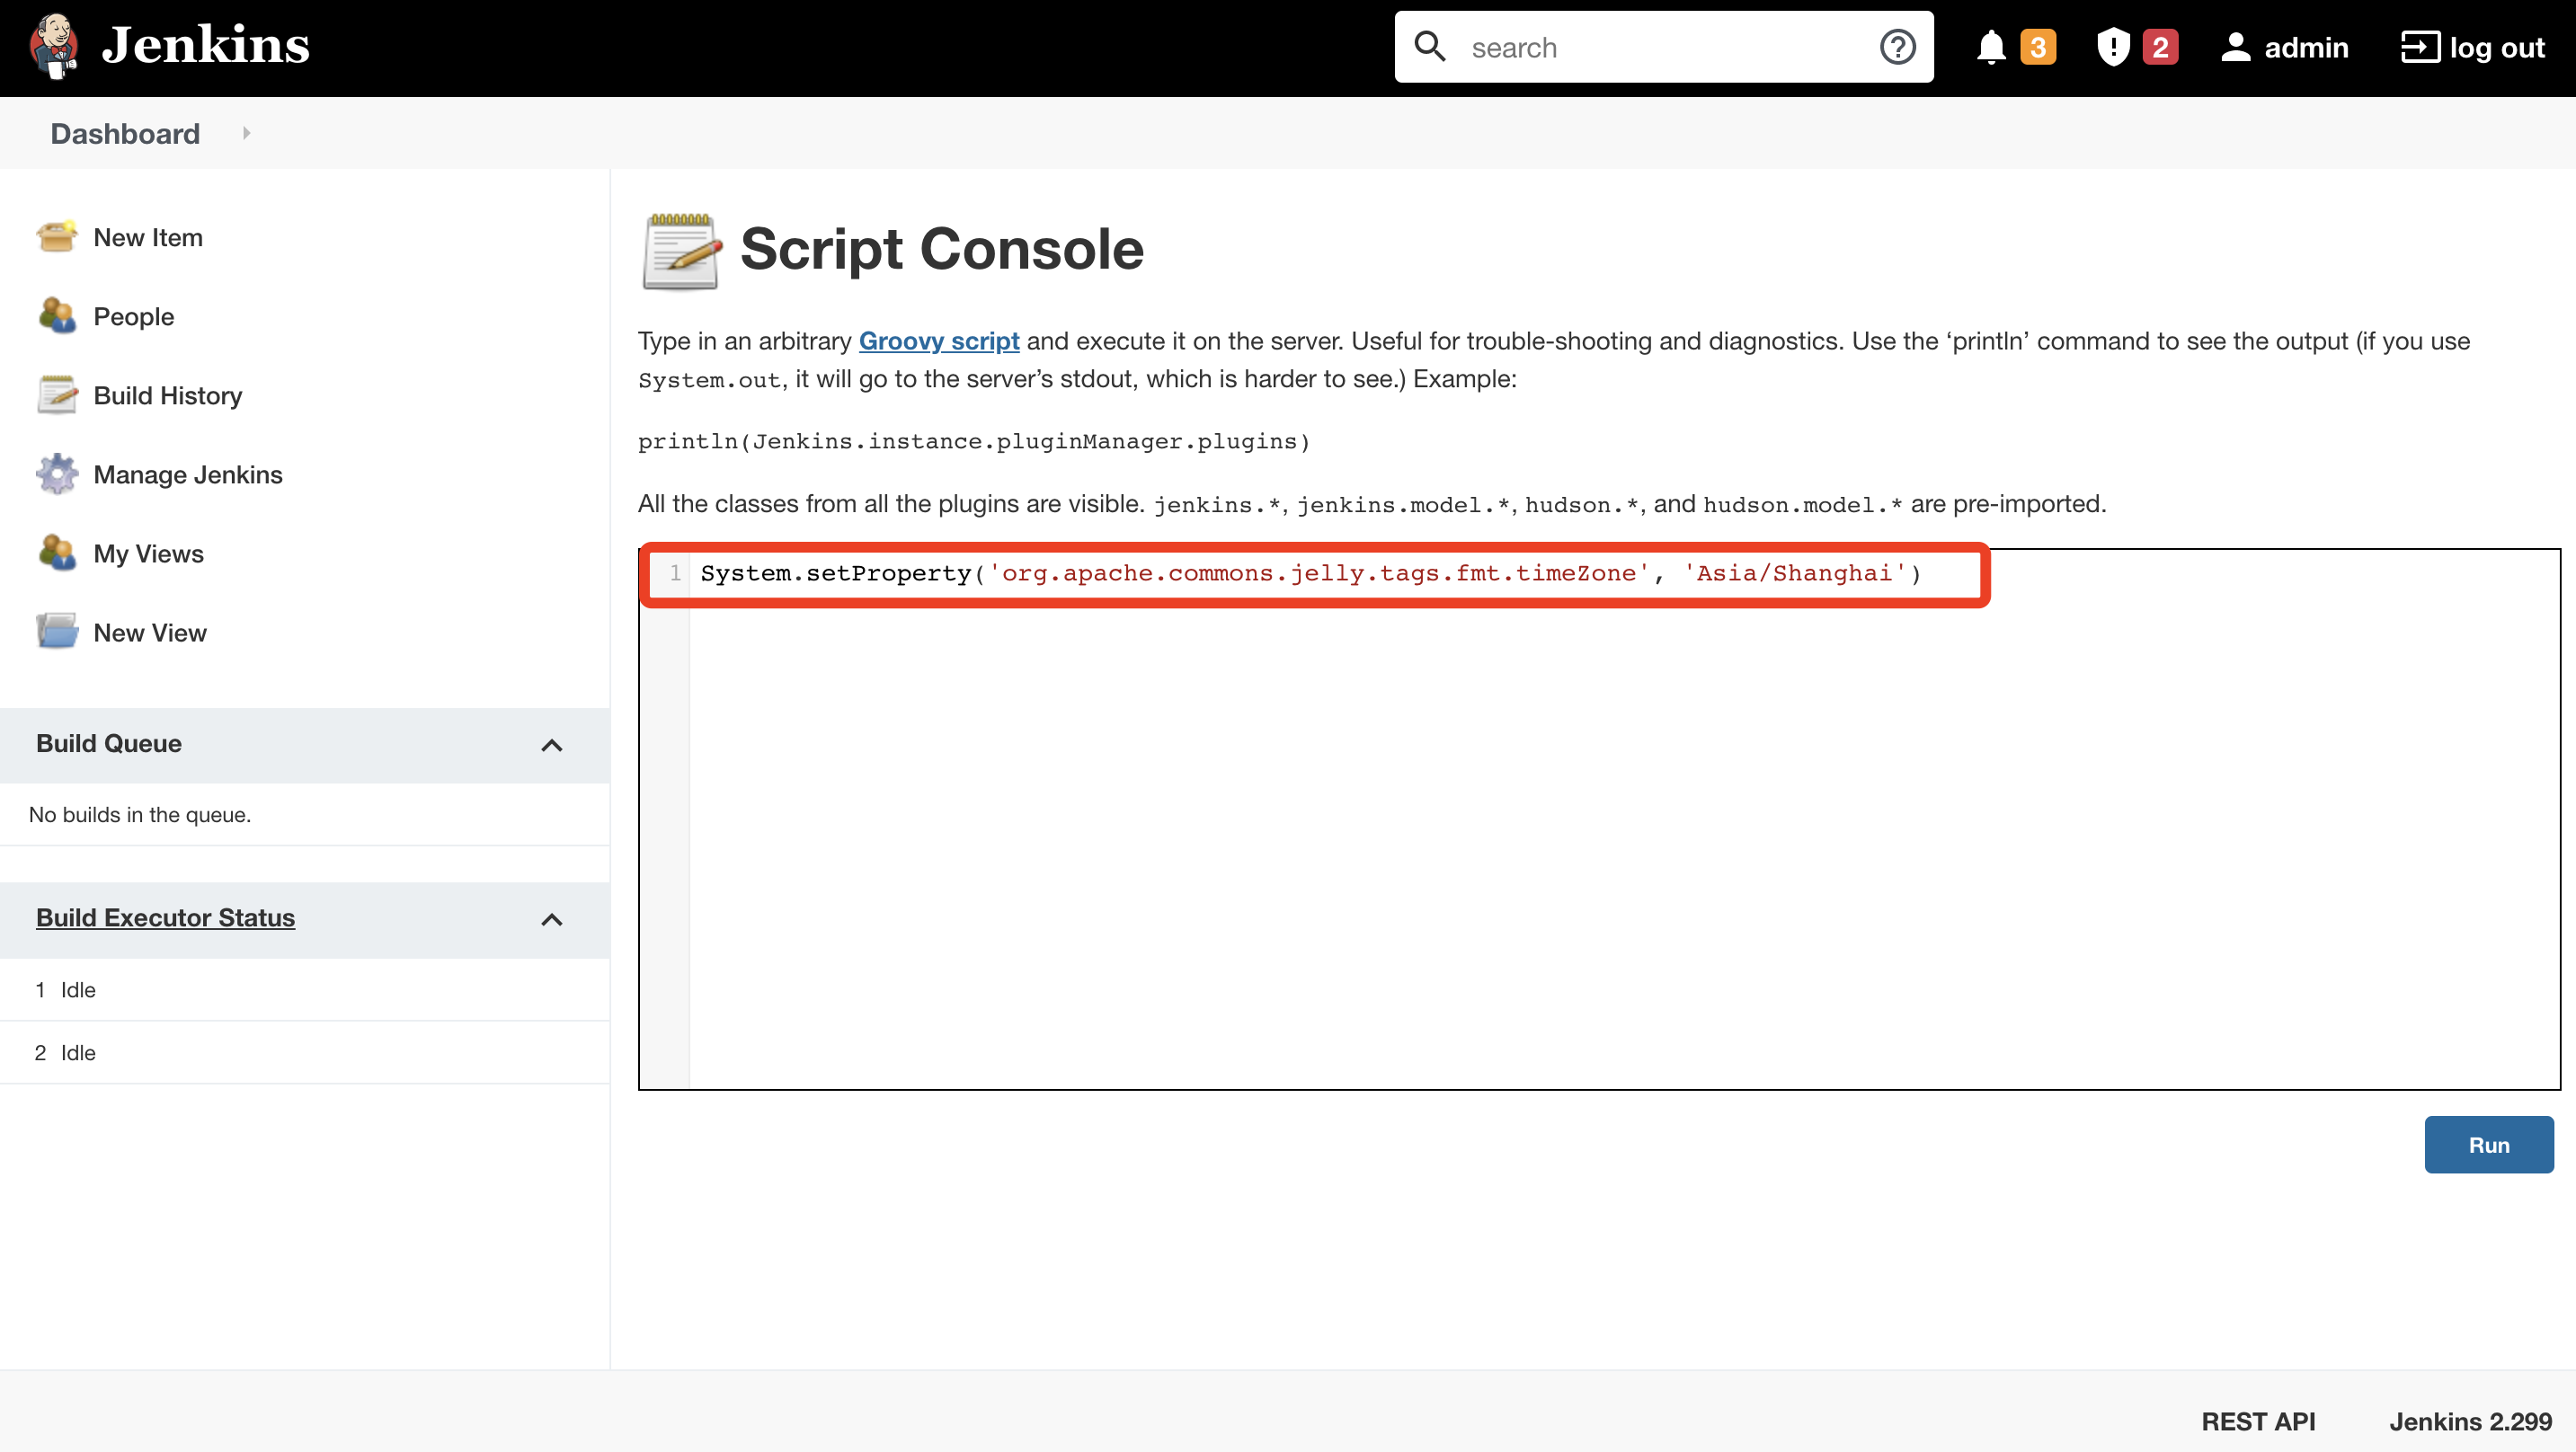 Jenkins
search
3
2
admin
log out
Dashboard
New Item
People
Build History
Manage Jenkins
My Views
New View
Build Queue
No builds in the queue.
Build Executor Status
1 Idle
2 Idle
Script Console
Type in an arbitrary Groovy script and execute it on the server. Useful for trouble-shooting and diagnostics. Use the ‘println’ command to see the output (if you use
System.out, it will go to the server’s stdout, which is harder to see.) Example:
println(Jenkins.instance.pluginManager.plugins)
All the classes from all the plugins are visible. jenkins.*, jenkins.model.*, hudson.*, and hudson.model.* are pre-imported.
1 System.setProperty('org.apache.commons.jelly.tags.fmt.timeZone', 'Asia/Shanghai')
Run
REST API
Jenkins 2.299